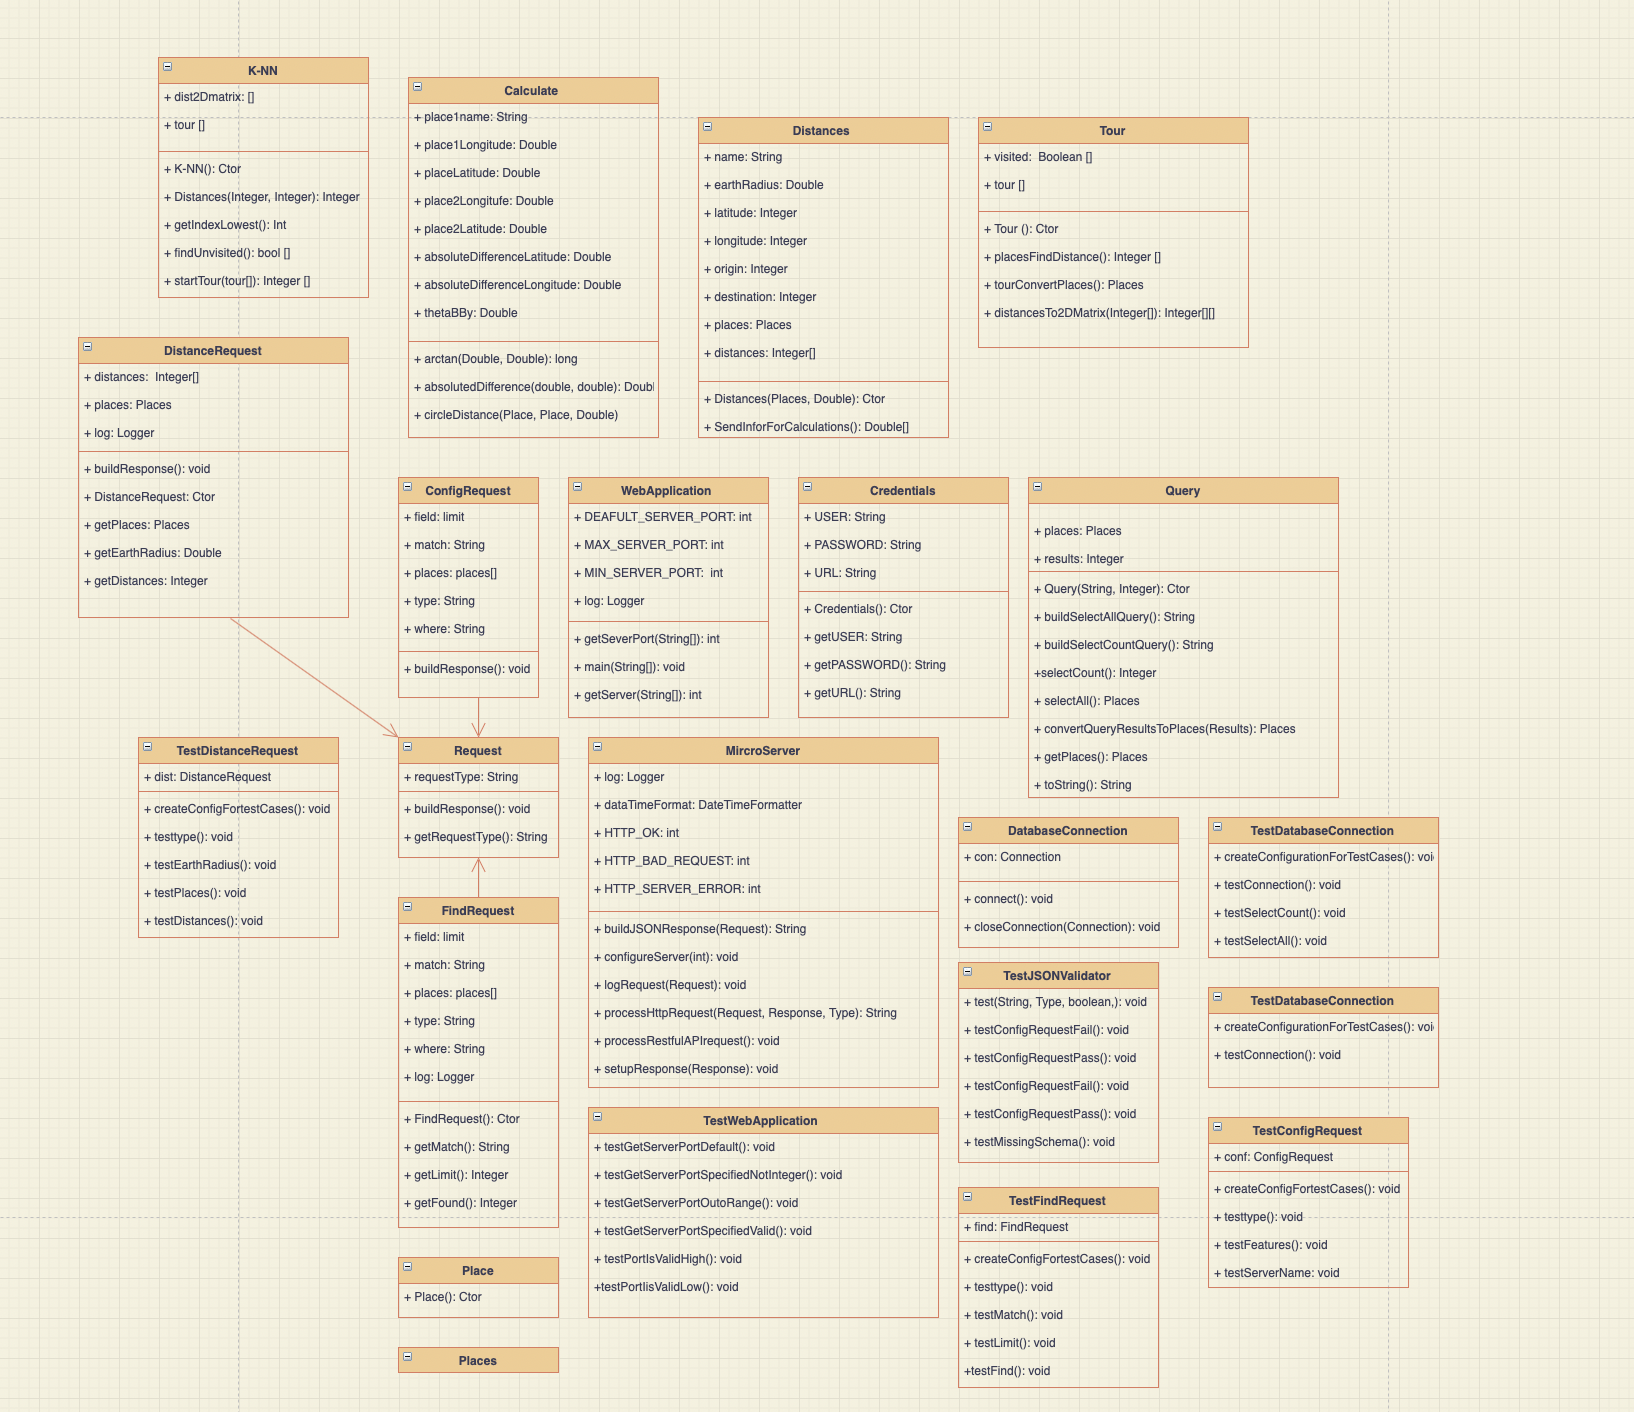 K-NN
+ dist2Dmatrix: []
+ tour []
+ K-NN(): Ctor
+ Distances(Integer, Integer): Integer
+ getIndexLowest(): Int
+ findUnvisited(): bool []
+ startTour(tour[]): Integer []
Calculate
+ place1name: String
+ place1Longitude: Double
+ placeLatitude: Double
+ place2Longitufe: Double
+ place2Latitude: Double
+ absoluteDifferenceLatitude: Double
+ absoluteDifferenceLongitude: Double
+ thetaBBy: Double
+ arctan(Double, Double): long
+ absolutedDifference(double, double): Doubl
+ circleDistance(Place, Place, Double)
Distances
+ name: String
+ earthRadius: Double
+ latitude: Integer
+ longitude: Integer
+ origin: Integer
+ destination: Integer
+ places: Places
+ distances: Integer[]
+ Distances(Places, Double): Ctor
+ SendInforForCalculations(): Double[]
Tour
+ visited:  Boolean []
+ tour []
+ Tour (): Ctor
+ placesFindDistance(): Integer []
+ tourConvertPlaces(): Places
+ distancesTo2DMatrix(Integer[]): Integer[][]
DistanceRequest
+ distances:  Integer[]
+ places: Places
+ log: Logger
+ buildResponse(): void
+ DistanceRequest: Ctor
+ getPlaces: Places
+ getEarthRadius: Double
+ getDistances: Integer
ConfigRequest
+ field: limit
+ match: String
+ places: places[]
+ type: String
+ where: String
+ buildResponse(): void
WebApplication
+ DEAFULT_SERVER_PORT: int
+ MAX_SERVER_PORT: int
+ MIN_SERVER_PORT:  int
+ log: Logger
+ getSeverPort(String[]): int
+ main(String[]): void
+ getServer(String[]): int
Credentials
+ USER: String
+ PASSWORD: String
+ URL: String
+ Credentials(): Ctor
+ getUSER: String
+ getPASSWORD(): String
+ getURL(): String
Query
+ places: Places
+ results: Integer
+ Query(String, Integer): Ctor
+ buildSelectAllQuery(): String
+ buildSelectCountQuery(): String
+selectCount(): Integer
+ selectAll(): Places
+ convertQueryResultsToPlaces(Results): Places
+ getPlaces(): Places
+ toString(): String
TestDistanceRequest
+ dist: DistanceRequest
+ createConfigFortestCases(): void
+ testtype(): void
+ testEarthRadius(): void
+ testPlaces(): void
+ testDistances(): void
Request
+ requestType: String
+ buildResponse(): void
+ getRequestType(): String
MircroServer
+ log: Logger
+ dataTimeFormat: DateTimeFormatter
+ HTTP_OK: int
+ HTTP_BAD_REQUEST: int
+ HTTP_SERVER_ERROR: int
+ buildJSONResponse(Request): String
+ configureServer(int): void
+ logRequest(Request): void
+ processHttpRequest(Request, Response, Type): String
+ processRestfulAPIrequest(): void
+ setupResponse(Response): void
DatabaseConnection
+ con: Connection
+ connect(): void
+ closeConnection(Connection): void
TestDatabaseConnection
+ createConfigurationForTestCases(): voi
+ testConnection(): void
+ testSelectCount(): void
+ testSelectAll(): void
FindRequest
+ field: limit
+ match: String
+ places: places[]
+ type: String
+ where: String
+ log: Logger
+ FindRequest(): Ctor
+ getMatch(): String
+ getLimit(): Integer
+ getFound(): Integer
TestJSONValidator
+ test(String, Type, boolean,): void
+ testConfigRequestFail(): void
+ testConfigRequestPass(): void
+ testConfigRequestFail(): void
+ testConfigRequestPass(): void
+ testMissingSchema(): void
TestDatabaseConnection
+ createConfigurationForTestCases(): voi
+ testConnection(): void
TestWebApplication
+ testGetServerPortDefault(): void
+ testGetServerPortSpecifiedNotInteger(): void
+ testGetServerPortOutoRange(): void
+ testGetServerPortSpecifiedValid(): void
+ testPortIsValidHigh(): void
+testPortIisValidLow(): void
TestConfigRequest
+ conf: ConfigRequest
+ createConfigFortestCases(): void
+ testtype(): void
+ testFeatures(): void
+ testServerName: void
TestFindRequest
+ find: FindRequest
+ createConfigFortestCases(): void
+ testtype(): void
+ testMatch(): void
+ testLimit(): void
+testFind(): void
Place
+ Place(): Ctor
Places